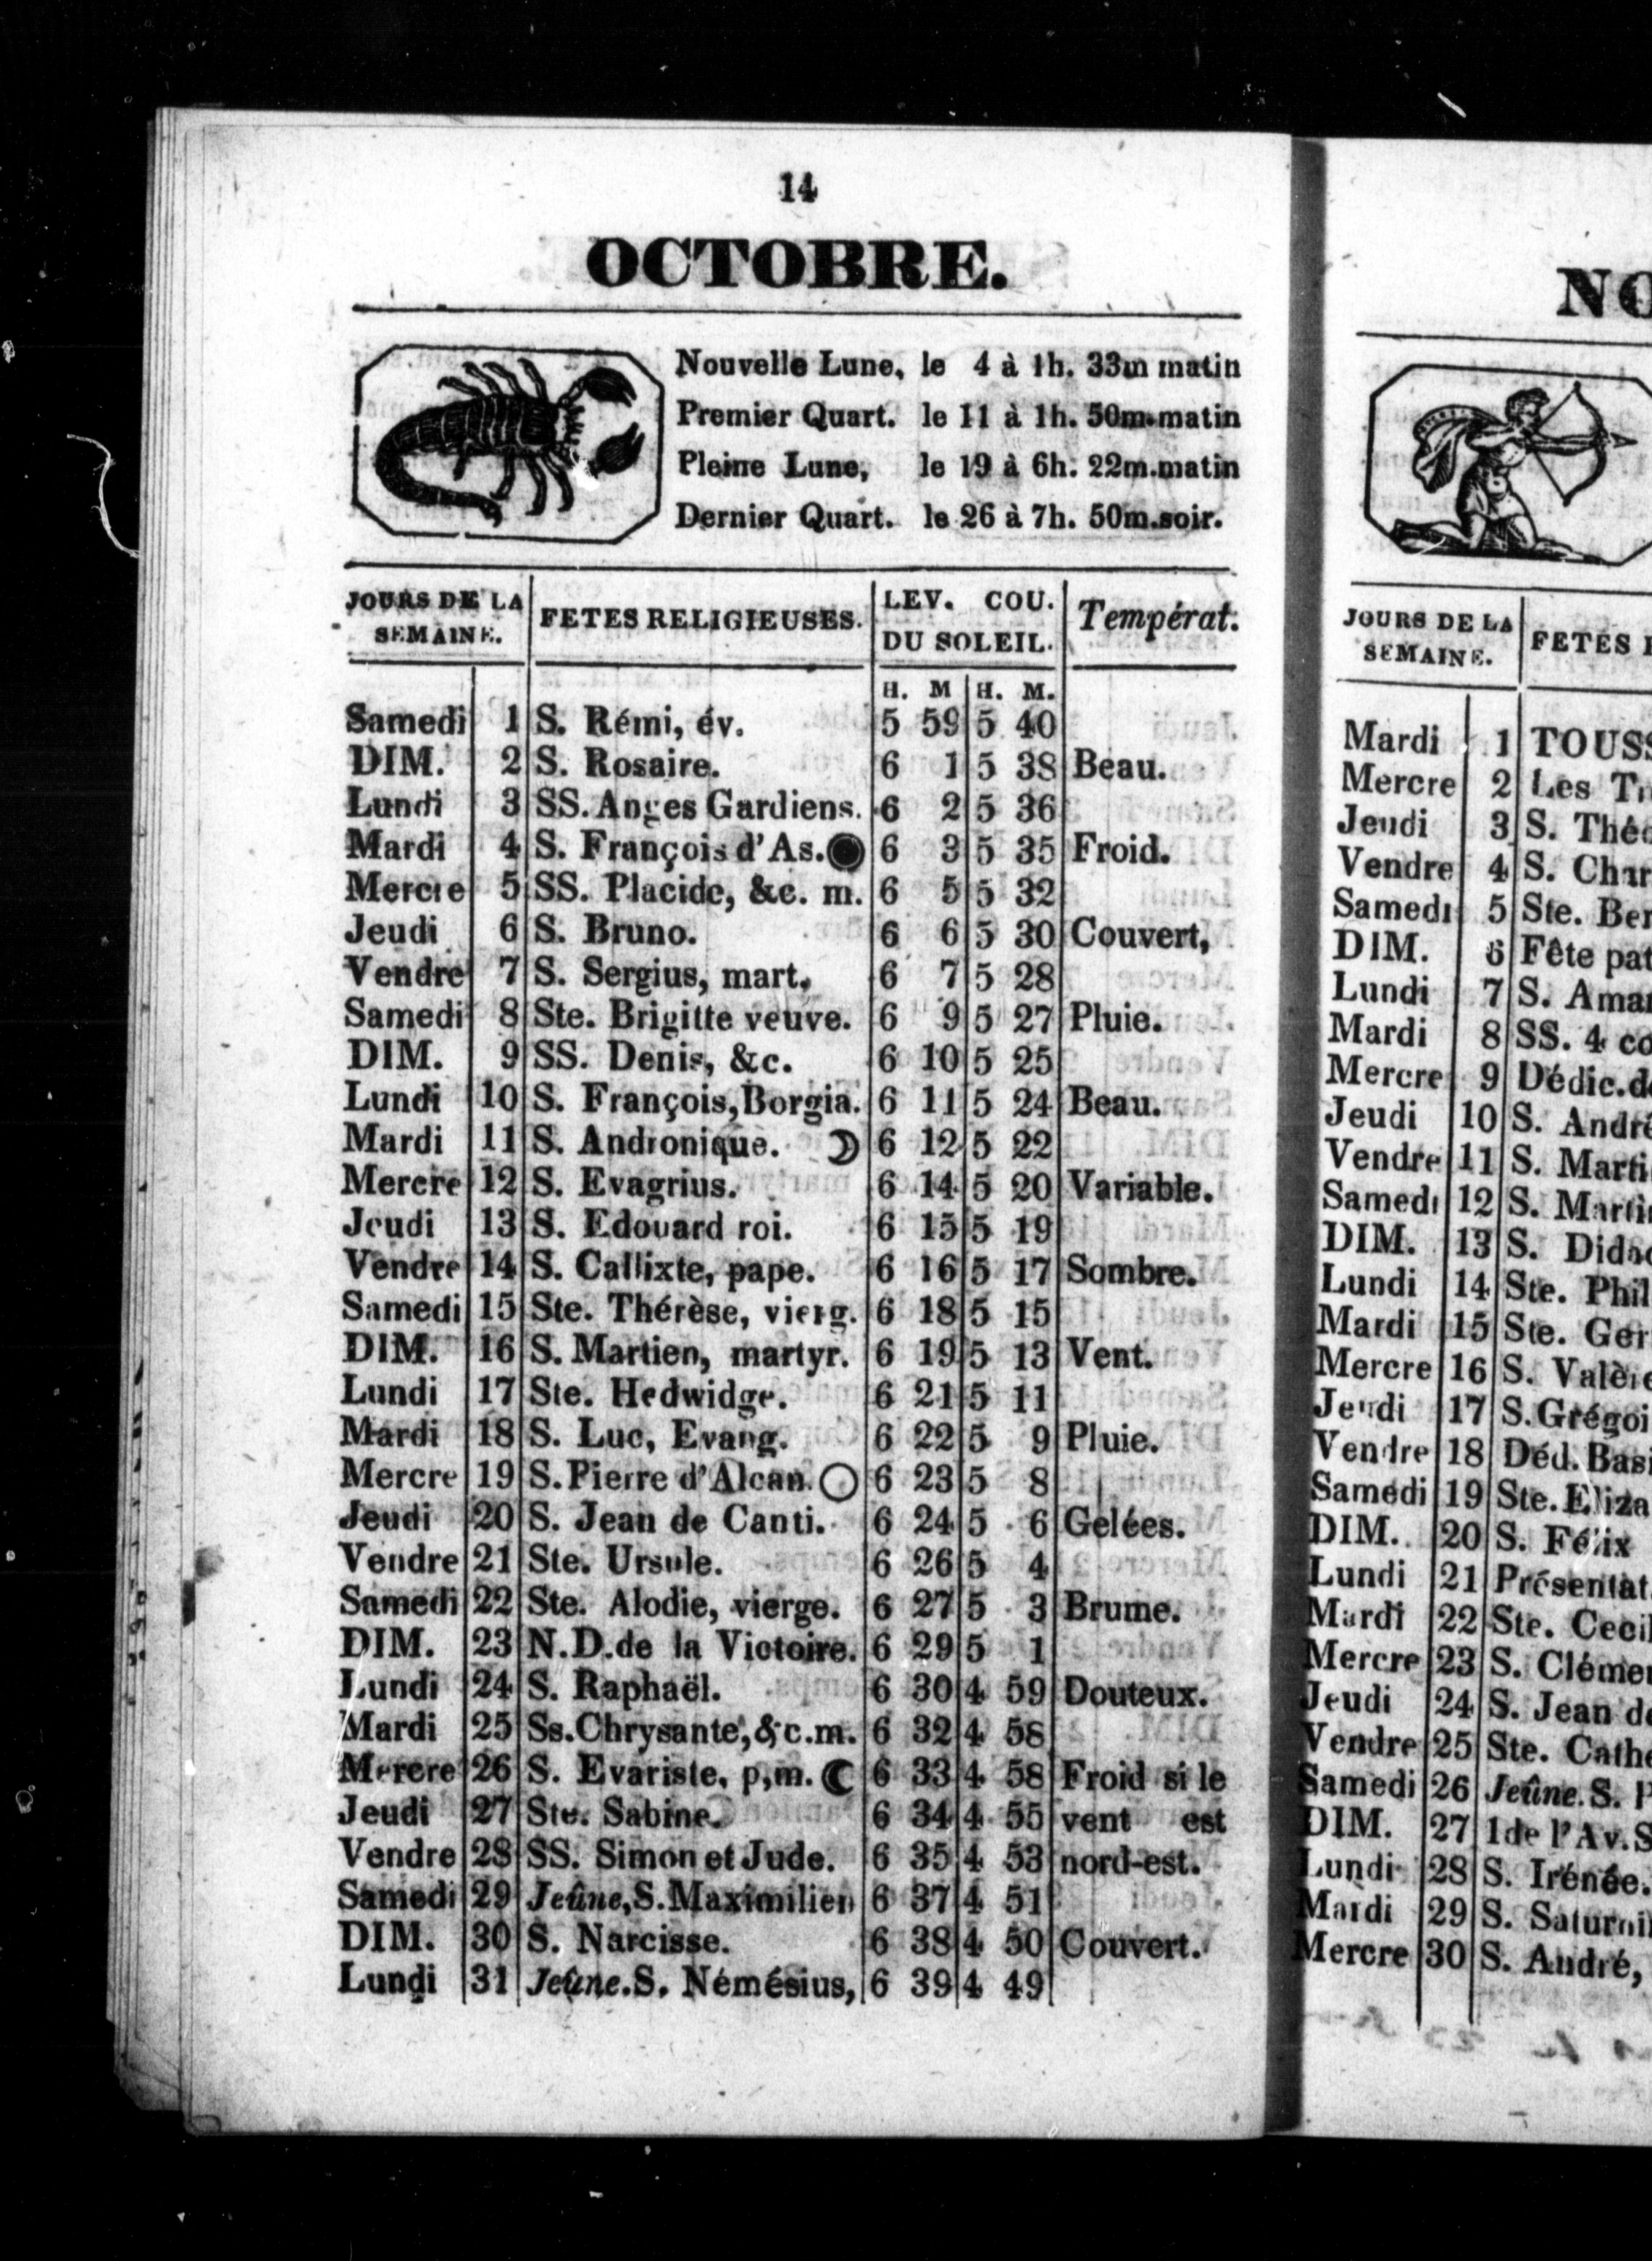 14
OCTOBRE.
Nouvelle Lune, le 4 à 1h. 33m matin
Premier Quart. le 11 à 1h. 50m.matin
Pleine Lune, le 19 à 6h. 22m.matin
Dernier Quart. le 26 à 7h. 50m.soir.
JOURS DE LA SEMAINE. FETES RELIGIEUSES. LEV. COU. DU SOLEIL. Températ.
H. M H. M.
Samedi 1 S. Rémi, év. 5 59 5 40
DIM. 2 S. Rosaire. 6 1 5 38 Beau.
Lundi 3 SS. Anges Gardiens. 6 2 5 36
Mardi 4 S. François d'As. 6 3 5 35 Froid.
Mercre 5 SS. Placide, &c. m. 6 5 5 32
Jeudi 6 S. Bruno. 6 6 5 30 Couvert,
Vendre 7 S. Sergius, mart. 6 7 5 28
Samedi 8 Ste. Brigitte veuve. 6 9 5 27 Pluie.
DIM. 9 SS. Denis, &c. 6 10 5 25
Lundi 10 S. François, Borgia. 6 11 5 24 Beau.
Mardi 11 S. Andronique. 6 12 5 22
Mercre 12 S. Evagrius. 6 14 5 20 Variable.
Jeudi 13 S. Edouard roi. 6 15 5 19
Vendre 14 S. Callixte, pape. 6 16 5 17 Sombre.
Samedi 15 Ste. Thérèse, vierg. 6 18 5 15
DIM. 16 S. Martien, martyr. 6 19 5 13 Vent.
Lundi 17 Ste. Hedwidge. 6 21 5 11
Mardi 18 S. Luc, Evang. 6 22 5 9 Pluie.
Mercre 19 S. Pierre d'Alcan. 6 23 5 8
Jeudi 20 S. Jean de Canti. 6 24 5 6 Gelées.
Vendre 21 Ste. Ursule. 6 26 5 4
Samedi 22 Ste. Alodie, vierge. 6 27 5 3 Brume.
DIM. 23 N.D. de la Victoire. 6 29 5 1
Lundi 24 S. Raphaël. 6 30 4 59 Douteux.
Mardi 25 Ss. Chrysante, &c. m. 6 32 4 58
Mercre 26 S. Evariste, p,m. 6 33 4 58 Froid si le
Jeudi 27 Ste. Sabine. 6 34 4 55 vent est
Vendre 28 SS. Simon et Jude. 6 35 4 53 nord-est.
Samedi 29 Jeûne, S. Maximilien 6 37 4 51
DIM. 30 S. Narcisse. 6 38 4 50 Couvert.
Lundi 31 Jeûne. S. Némésius, 6 39 4 49
NO
JOURS DE LA SEMAINE. FETES
Mardi 1 TOUSS
Mercre 2 Les
Jeudi 3 S.
Vendre 4 S.
Samedi 5 Ste.
DIM. 6 Fête
Lundi 7 S.
Mardi 8 SS. 4
Mercre 9 Dédic.
Jeudi 10 S. André
Vendre 11 S.
Samedi 12 S.
DIM. 13 S.
Lundi 14 Ste.
Mardi 15 Ste.
Mercre 16 S.
Jeudi 17 S.
Vendre 18 Déd.
Samedi 19 Ste.
DIM. 20 S. Félix
Lundi 21
Mardi 22 Ste.
Mercre 23 S.
Jeudi 24 S. Jean
Vendre 25 Ste.
Samedi 26 Jeûne. S.
DIM. 27 1 de l'Av.
Lundi 28 S. Irénée.
Mardi 29 S.
Mercre 30 S. André,